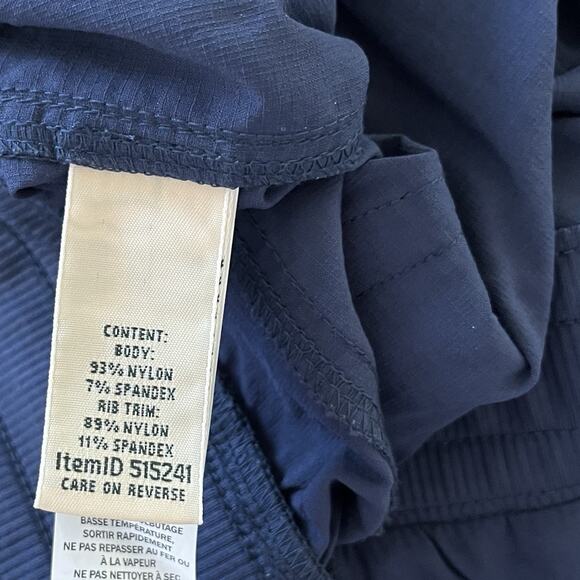 CONTENT:
BODY:
93% NYLON
7% SPANDEX
RIB TRIM:
89% NYLON
11% SPANDEX
ItemID 515241
CARE ON REVERSE
BASSE TEMPÉRATURE,
SORTIR RAPIDEMENT
NE PAS REPASSER AU FER OU
À LA VAPEUR
NE PAS NETTOYER À SEC